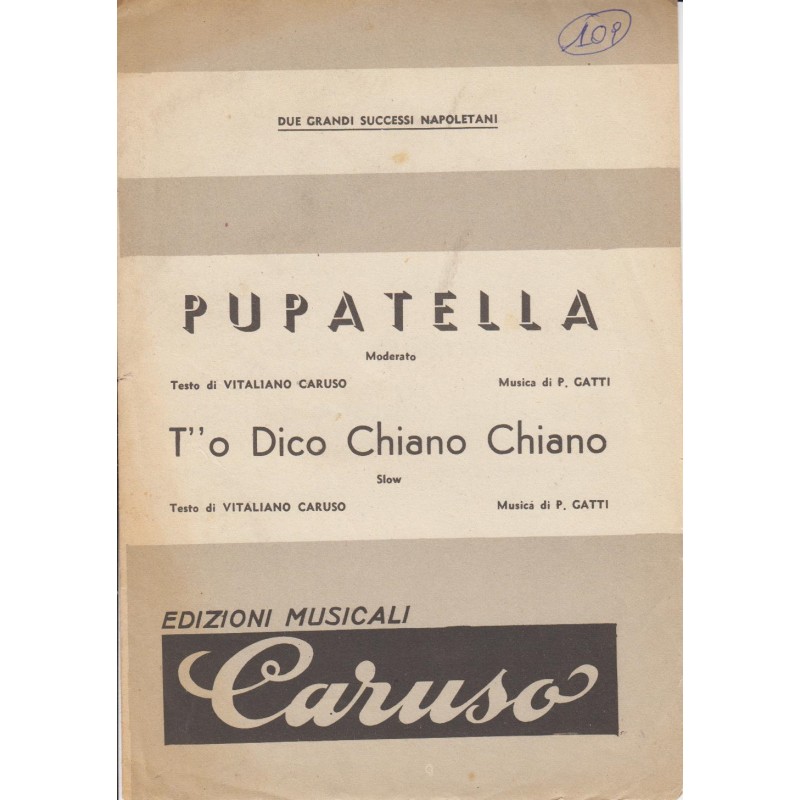 109
DUE GRANDI SUCCESSI NAPOLETANI
PUPATELLA
Moderato
Testo di VITALIANO CARUSO Musica di P. GATTI
T''o Dico Chiano Chiano
Slow
Testo di VITALIANO CARUSO Musica di P. GATTI
EDIZIONI MUSICALI
Caruso